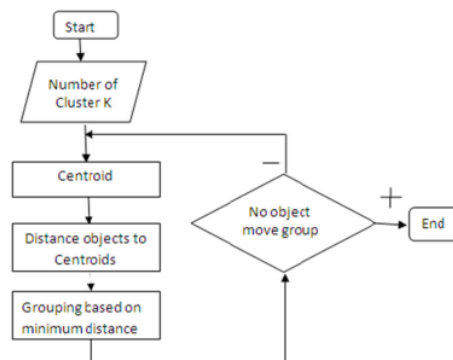 Start
Number of
Cluster K
Centroid
Distance objects to
Centroids
Grouping based on
minimum distance
−
No object
move group
+
End